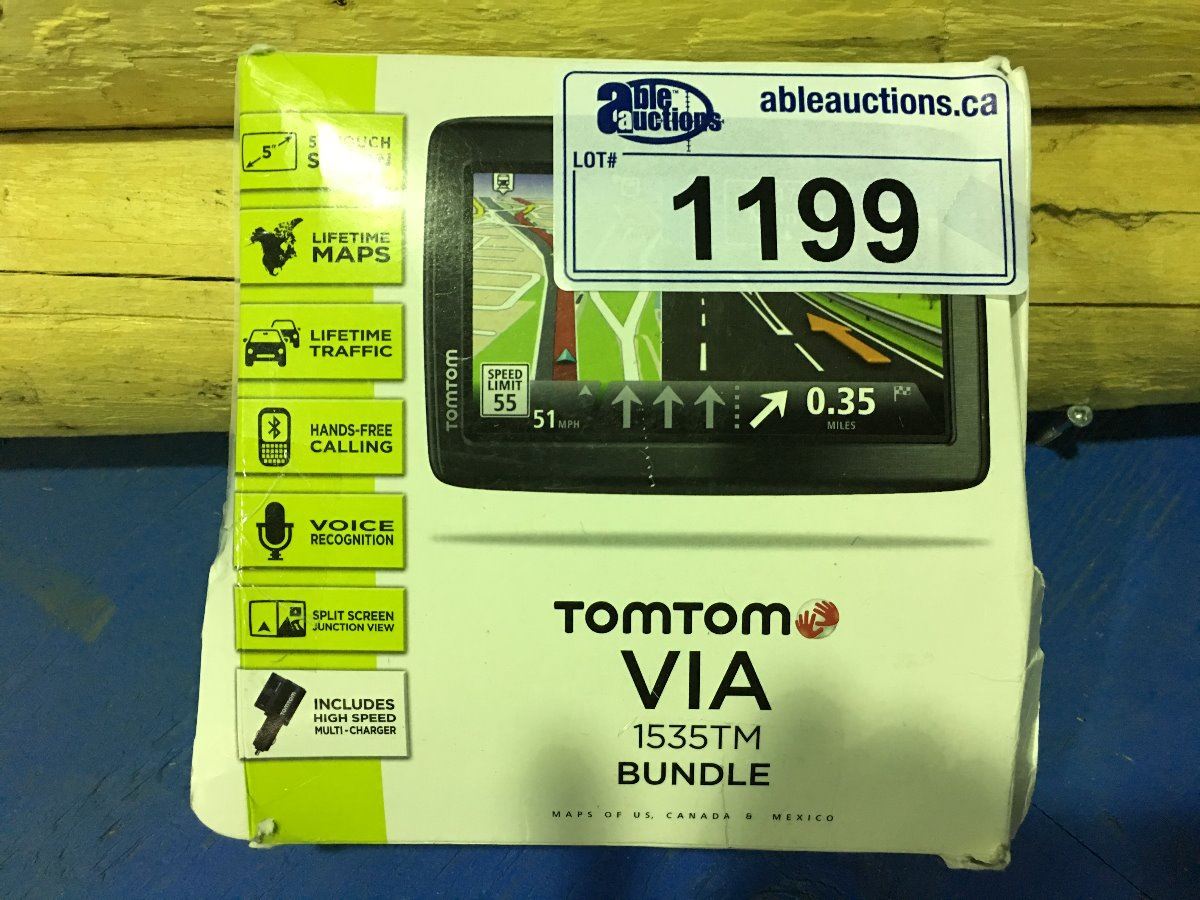 able
auctions
TM
ableauctions.ca
LOT#
1199
5"
LIFETIME
MAPS
LIFETIME
TRAFFIC
HANDS-FREE
CALLING
VOICE
RECOGNITION
SPLIT SCREEN
JUNCTION VIEW
INCLUDES
HIGH SPEED
MULTI-CHARGER
TOMTOM
SPEED
LIMIT
55
51 MPH
0.35
MILES
TOMTOM
VIA
1535TM
BUNDLE
MAPS OF US, CANADA & MEXICO